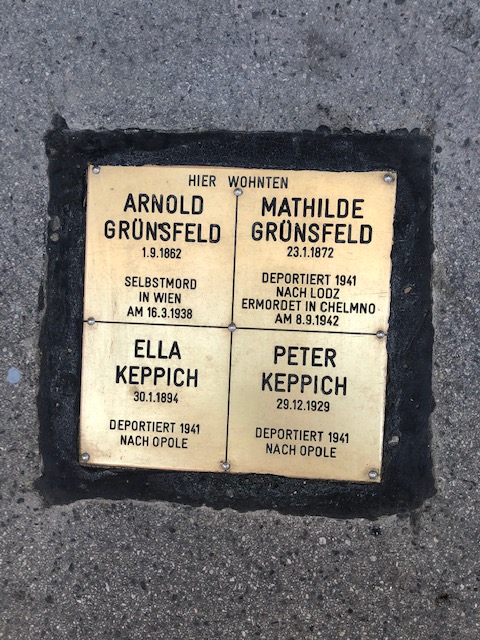 HIER WOHNTEN
ARNOLD
GRÜNSFELD
1.9.1862
SELBSTMORD
IN WIEN
AM 16.3.1938
MATHILDE
GRÜNSFELD
23.1.1872
DEPORTIERT 1941
NACH LODZ
ERMORDET IN CHELMNO
AM 8.9.1942
ELLA
KEPPICH
30.1.1894
DEPORTIERT 1941
NACH OPOLE
PETER
KEPPICH
29.12.1929
DEPORTIERT 1941
NACH OPOLE